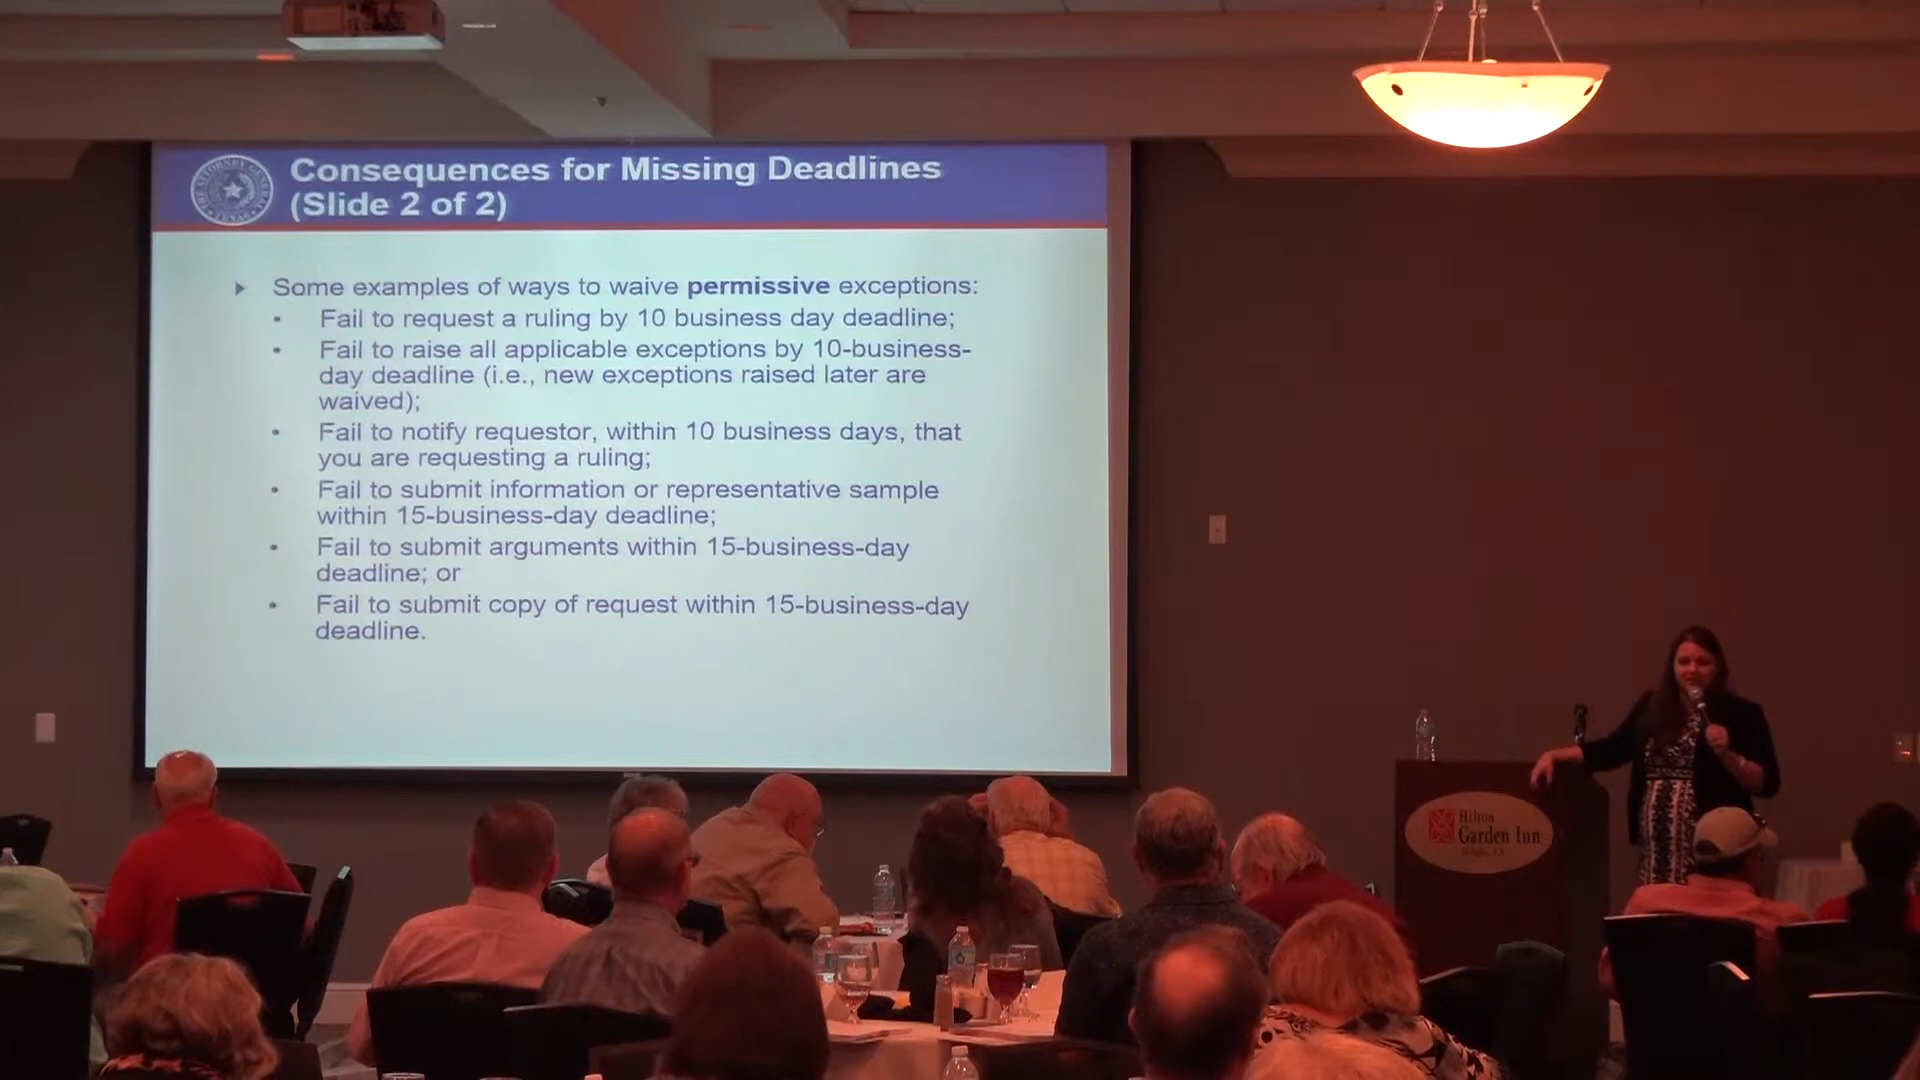 Consequences for Missing Deadlines
(Slide 2 of 2)
Some examples of ways to waive permissive exceptions:
• Fail to request a ruling by 10 business day deadline;
• Fail to raise all applicable exceptions by 10-business-
day deadline (i.e., new exceptions raised later are
waived);
• Fail to notify requestor, within 10 business days, that
you are requesting a ruling;
• Fail to submit information or representative sample
within 15-business-day deadline;
• Fail to submit arguments within 15-business-day
deadline; or
• Fail to submit copy of request within 15-business-day
deadline.
Hilton
Garden Inn